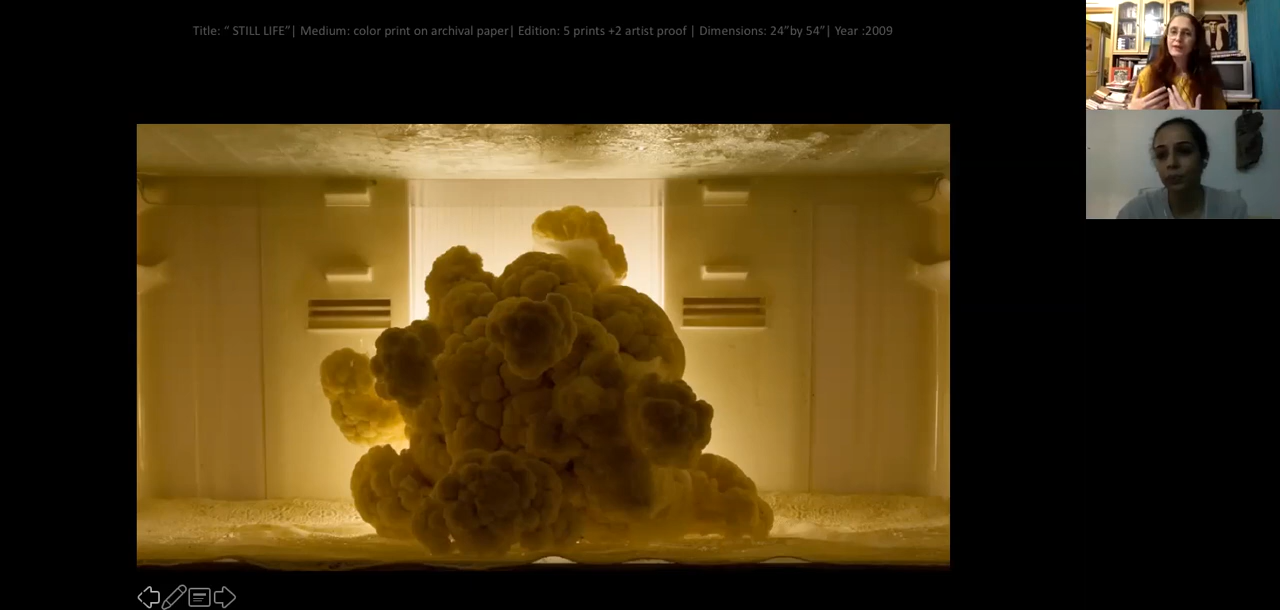 Title: “ STILL LIFE”| Medium: color print on archival paper| Edition: 5 prints +2 artist proof | Dimensions: 24”by 54”| Year :2009